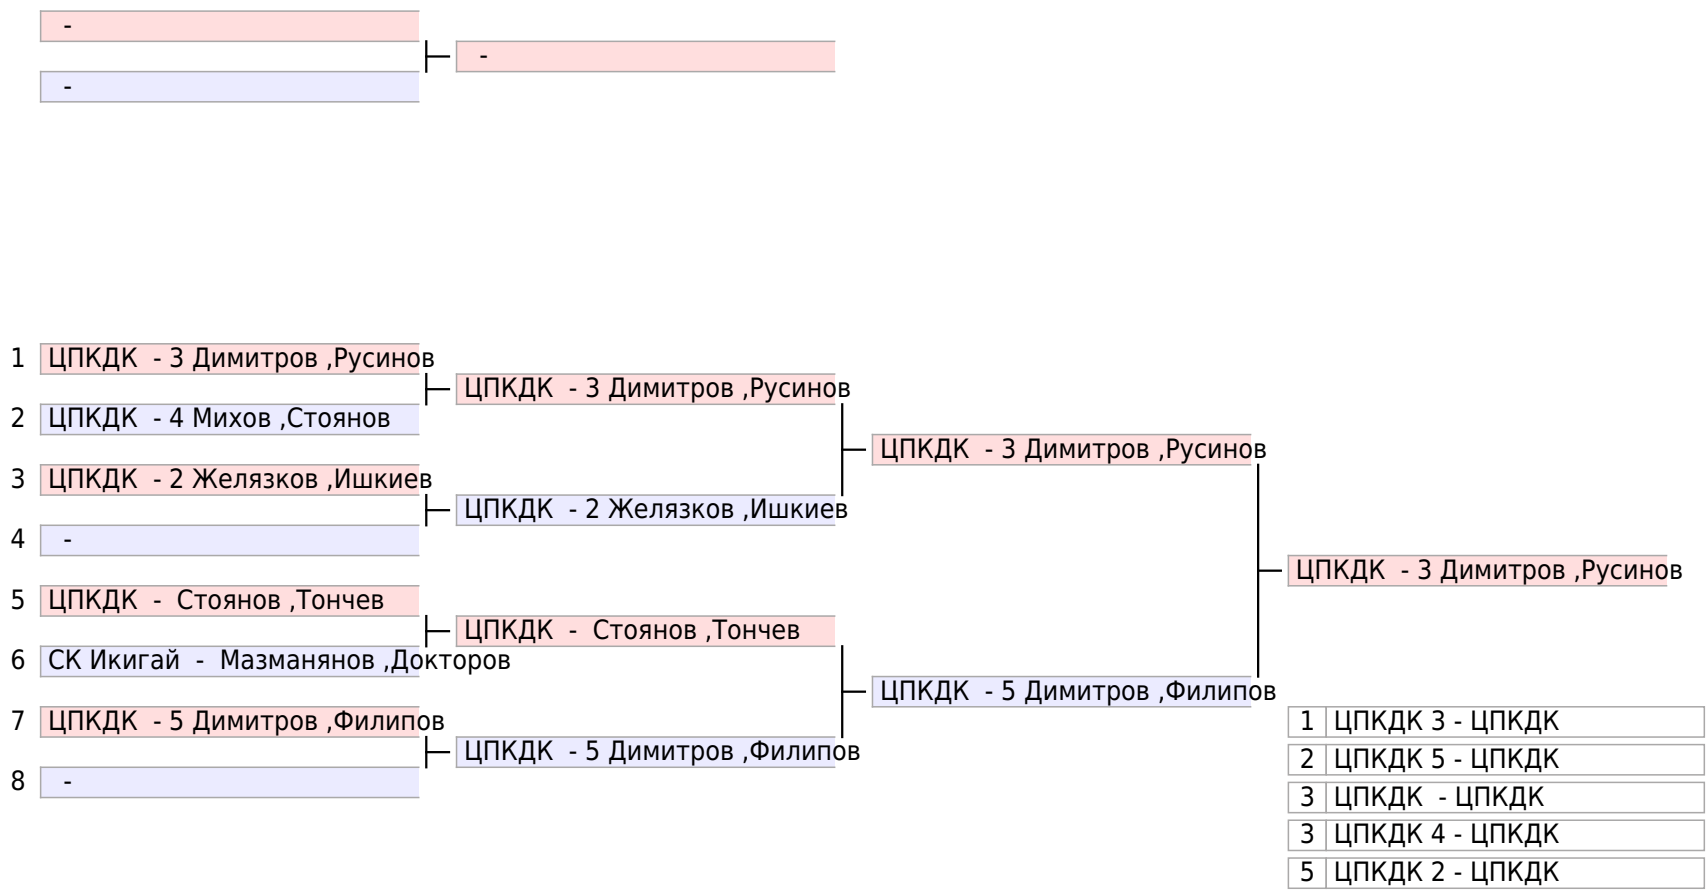 -
-
-
1 ЦПКДК - 3 Димитров ,Русинов
ЦПКДК - 3 Димитров ,Русинов
2 ЦПКДК - 4 Михов ,Стоянов
ЦПКДК - 3 Димитров ,Русинов
3 ЦПКДК - 2 Желязков ,Ишкиев
ЦПКДК - 2 Желязков ,Ишкиев
4 -
ЦПКДК - 3 Димитров ,Русинов
5 ЦПКДК - Стоянов ,Тончев
ЦПКДК - Стоянов ,Тончев
6 СК Икигай - Мазманянов ,Докторов
ЦПКДК - 5 Димитров ,Филипов
7 ЦПКДК - 5 Димитров ,Филипов
ЦПКДК - 5 Димитров ,Филипов
8 -
1 ЦПКДК 3 - ЦПКДК
2 ЦПКДК 5 - ЦПКДК
3 ЦПКДК - ЦПКДК
3 ЦПКДК 4 - ЦПКДК
5 ЦПКДК 2 - ЦПКДК